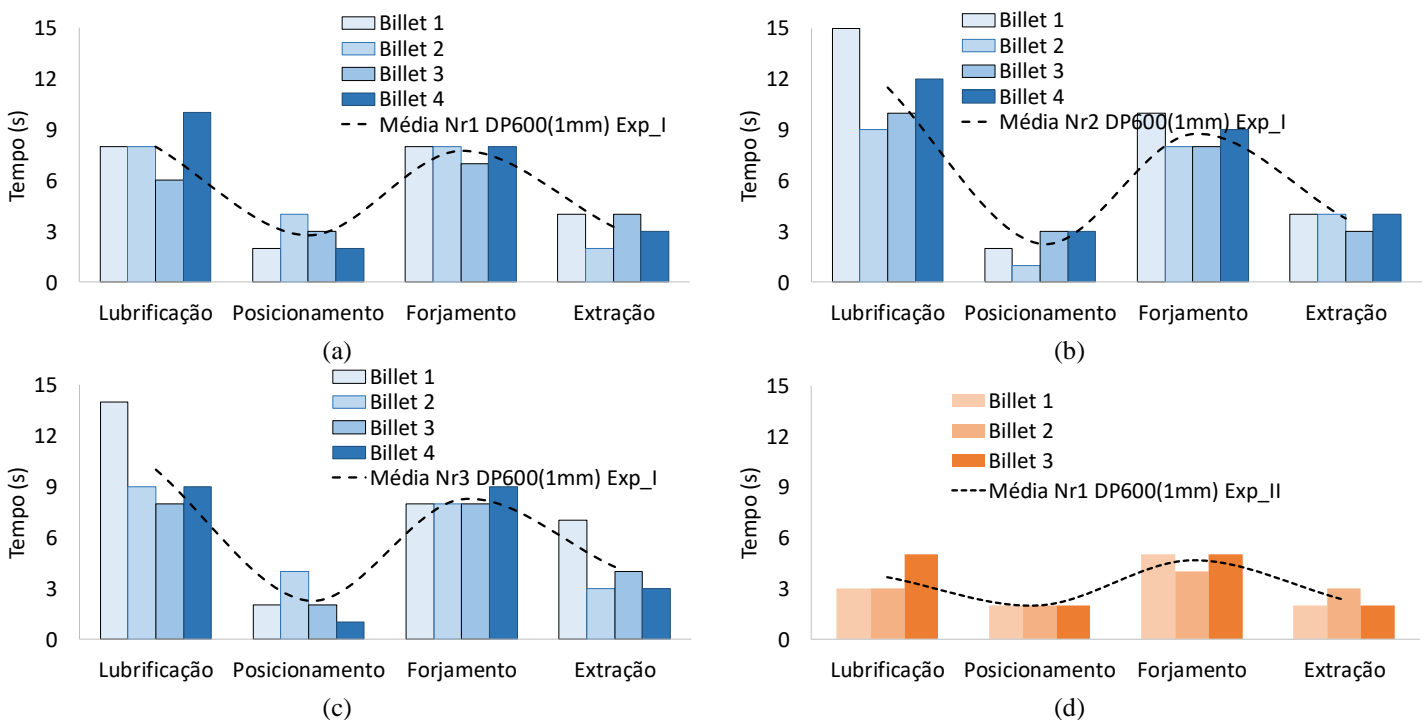 15
12
9
6
3
0
Tempo (s)
Billet 1
Billet 2
Billet 3
Billet 4
Média Nr1 DP600(1mm) Exp_I
Lubrificação Posicionamento Forjamento Extração
(a)
15
12
9
6
3
0
Tempo (s)
Billet 1
Billet 2
Billet 3
Billet 4
Média Nr2 DP600(1mm) Exp_I
Lubrificação Posicionamento Forjamento Extração
(b)
15
12
9
6
3
0
Tempo (s)
Billet 1
Billet 2
Billet 3
Billet 4
Média Nr3 DP600(1mm) Exp_I
Lubrificação Posicionamento Forjamento Extração
(c)
15
12
9
6
3
0
Tempo (s)
Billet 1
Billet 2
Billet 3
Média Nr1 DP600(1mm) Exp_II
Lubrificação Posicionamento Forjamento Extração
(d)